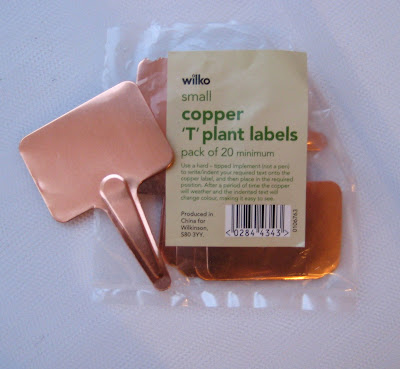 wilko
small
copper
'T' plant labels
pack of 20 minimum
Use a hard - tipped implement (not a pen)
to write/indent your required text onto the
copper label, and then place in the required
position. After a period of time the copper
will weather and the indented text will
change colour, making it easy to see.
Produced in
China for
Wilkinson,
S80 3YY.
<0284 4343>
0106763